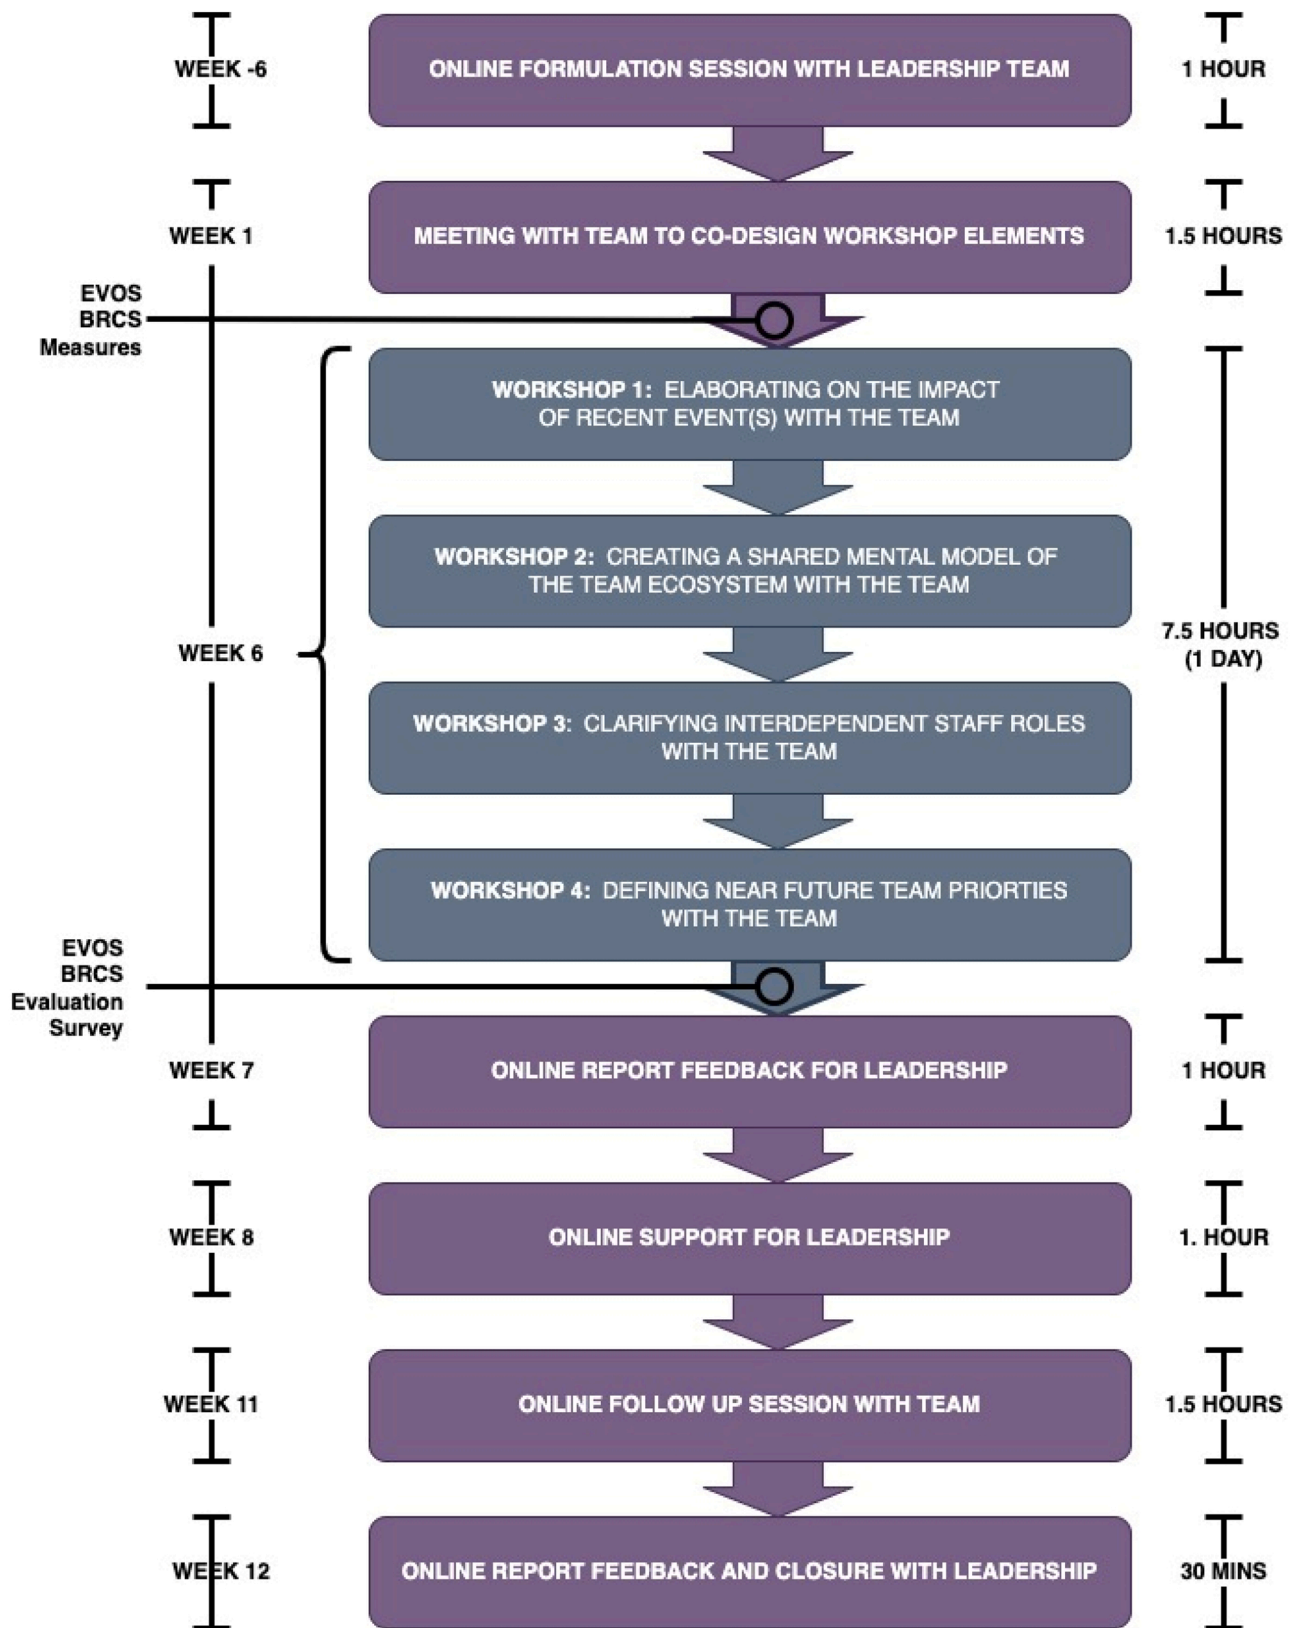 WEEK -6
ONLINE FORMULATION SESSION WITH LEADERSHIP TEAM
1 HOUR
WEEK 1
MEETING WITH TEAM TO CO-DESIGN WORKSHOP ELEMENTS
1.5 HOURS
EVOS
BRCS
Measures
WORKSHOP 1: ELABORATING ON THE IMPACT
OF RECENT EVENT(S) WITH THE TEAM
WORKSHOP 2: CREATING A SHARED MENTAL MODEL OF
THE TEAM ECOSYSTEM WITH THE TEAM
WEEK 6
7.5 HOURS
(1 DAY)
WORKSHOP 3: CLARIFYING INTERDEPENDENT STAFF ROLES
WITH THE TEAM
WORKSHOP 4: DEFINING NEAR FUTURE TEAM PRIORTIES
WITH THE TEAM
EVOS
BRCS
Evaluation
Survey
WEEK 7
ONLINE REPORT FEEDBACK FOR LEADERSHIP
1 HOUR
WEEK 8
ONLINE SUPPORT FOR LEADERSHIP
1. HOUR
WEEK 11
ONLINE FOLLOW UP SESSION WITH TEAM
1.5 HOURS
WEEK 12
ONLINE REPORT FEEDBACK AND CLOSURE WITH LEADERSHIP
30 MINS